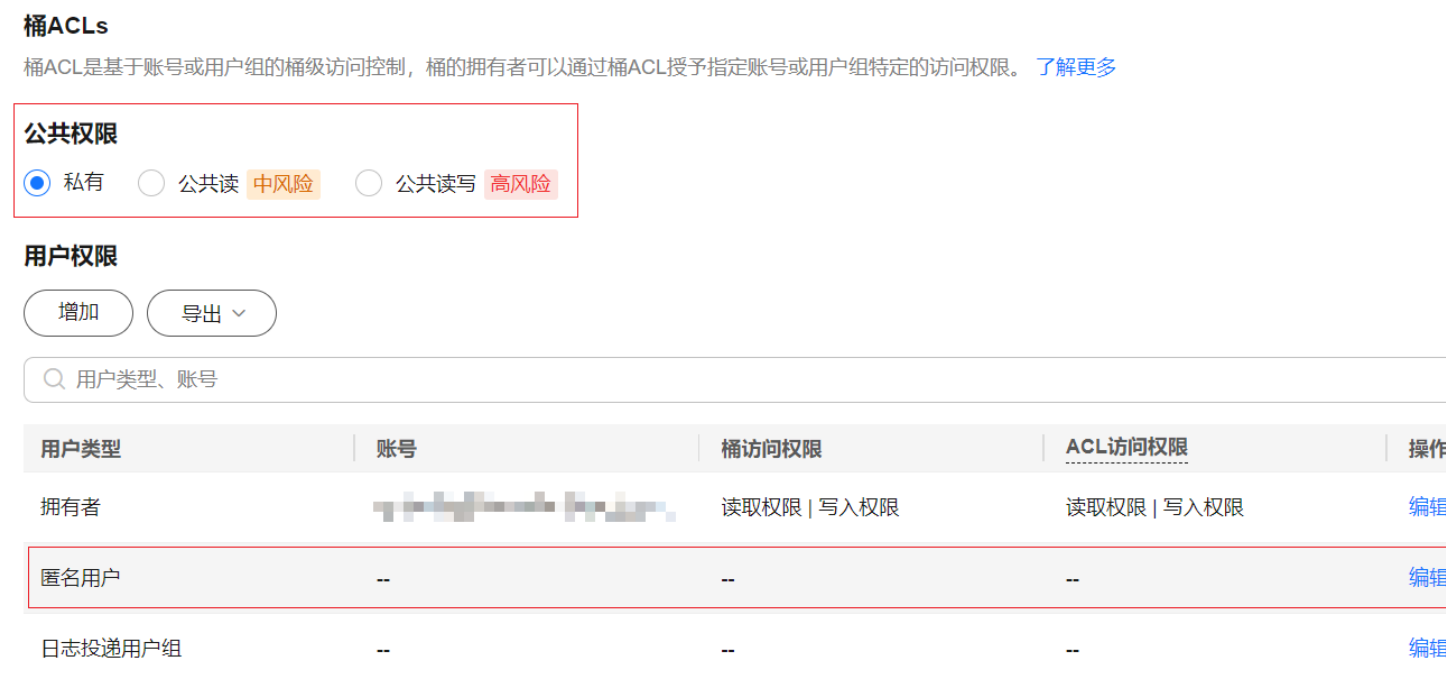 桶ACLs
桶ACL是基于账号或用户组的桶级访问控制，桶的拥有者可以通过桶ACL授予指定账号或用户组特定的访问权限。 了解更多
公共权限
私有 公共读 中风险 公共读写 高风险
用户权限
增加 导出
用户类型、账号
用户类型 账号 桶访问权限 ACL访问权限 操作
拥有者 读取权限 | 写入权限 读取权限 | 写入权限 编辑
匿名用户 -- -- -- 编辑
日志投递用户组 -- -- -- 编辑